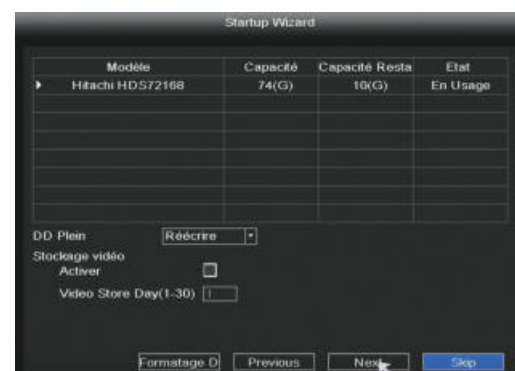 Startup Wizard
Modèle Capacité Capacité Resta Etat
Hitachi HDS72168 74(G) 10(G) En Usage
DD Plein Réécrire
Stockage vidéo
Activer
Video Store Day(1-30) 1
Formatage D Previous Next Skip